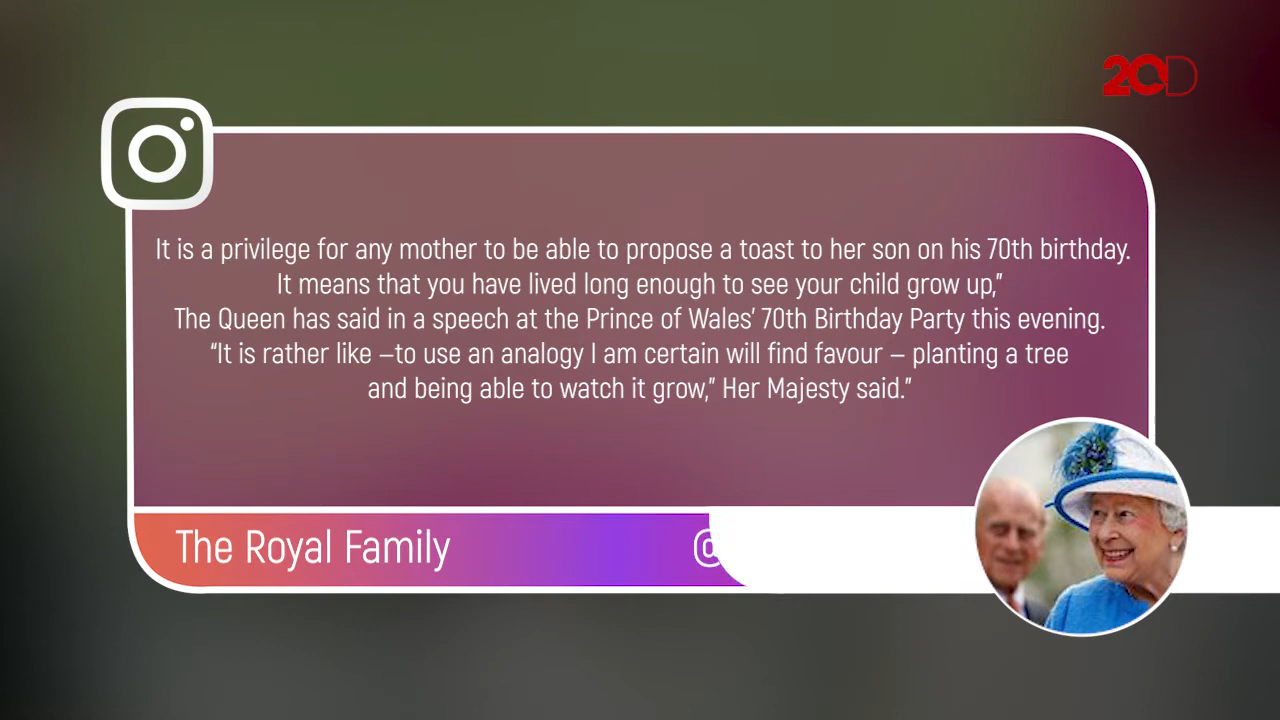 20D
It is a privilege for any mother to be able to propose a toast to her son on his 70th birthday.
It means that you have lived long enough to see your child grow up,”
The Queen has said in a speech at the Prince of Wales’ 70th Birthday Party this evening.
“It is rather like –to use an analogy I am certain will find favour – planting a tree
and being able to watch it grow,” Her Majesty said.”
The Royal Family @